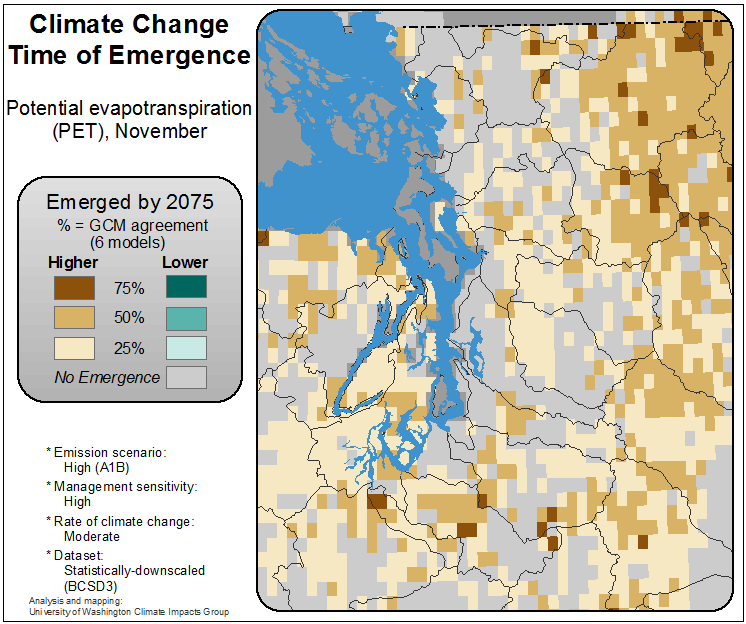 Climate Change
Time of Emergence
Potential evapotranspiration
(PET), November
Emerged by 2075
% = GCM agreement
(6 models)
Higher Lower
75%
50%
25%
No Emergence
* Emission scenario:
High (A1B)
* Management sensitivity:
High
* Rate of climate change:
Moderate
* Dataset:
Statistically-downscaled
(BCSD3)
Analysis and mapping:
University of Washington Climate Impacts Group